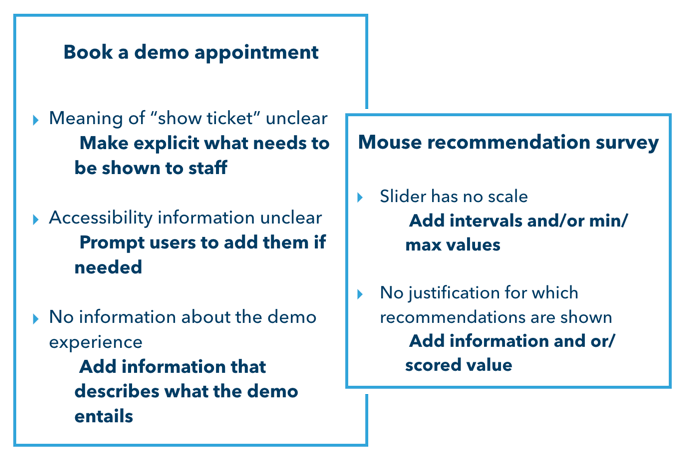 Book a demo appointment
Meaning of “show ticket” unclear
Make explicit what needs to
be shown to staff
Accessibility information unclear
Prompt users to add them if
needed
No information about the demo
experience
Add information that
describes what the demo
entails
Mouse recommendation survey
Slider has no scale
Add intervals and/or min/
max values
No justification for which
recommendations are shown
Add information and or/
scored value